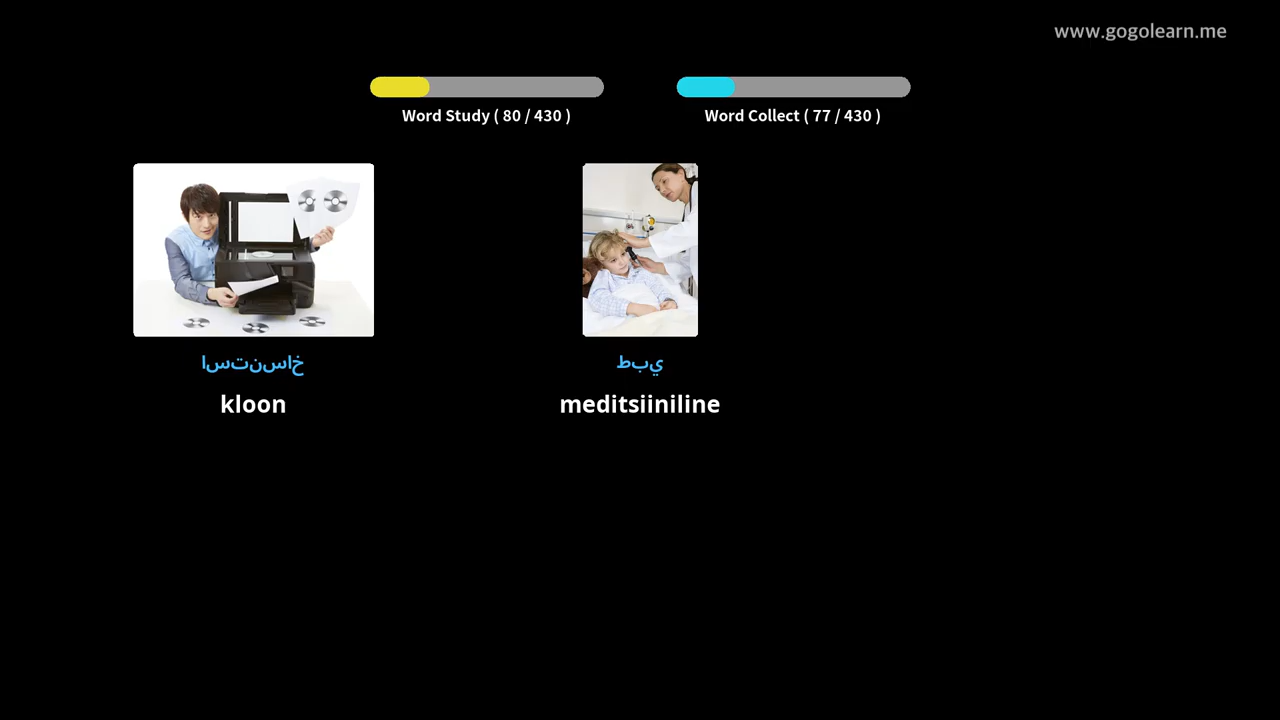 www.gogolearn.me
Word Study ( 80 / 430 )
Word Collect ( 77 / 430 )
استنساخ
kloon
طبي
meditsiiniline